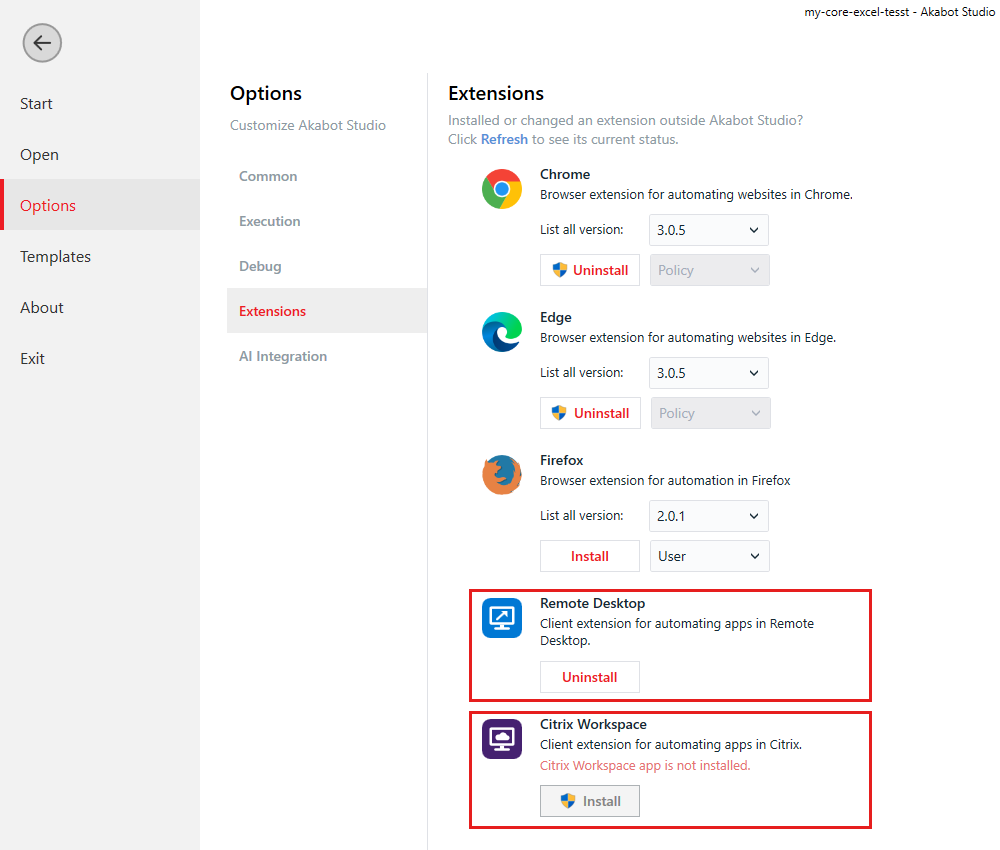 my-core-excel-tesst - Akabot Studio
Start
Open
Options
Templates
About
Exit
Options
Customize Akabot Studio
Common
Execution
Debug
Extensions
AI Integration
Extensions
Installed or changed an extension outside Akabot Studio?
Click Refresh to see its current status.
Chrome
Browser extension for automating websites in Chrome.
List all version: 3.0.5
Uninstall Policy
Edge
Browser extension for automating websites in Edge.
List all version: 3.0.5
Uninstall Policy
Firefox
Browser extension for automation in Firefox
List all version: 2.0.1
Install User
Remote Desktop
Client extension for automating apps in Remote
Desktop.
Uninstall
Citrix Workspace
Client extension for automating apps in Citrix.
Citrix Workspace app is not installed.
Install